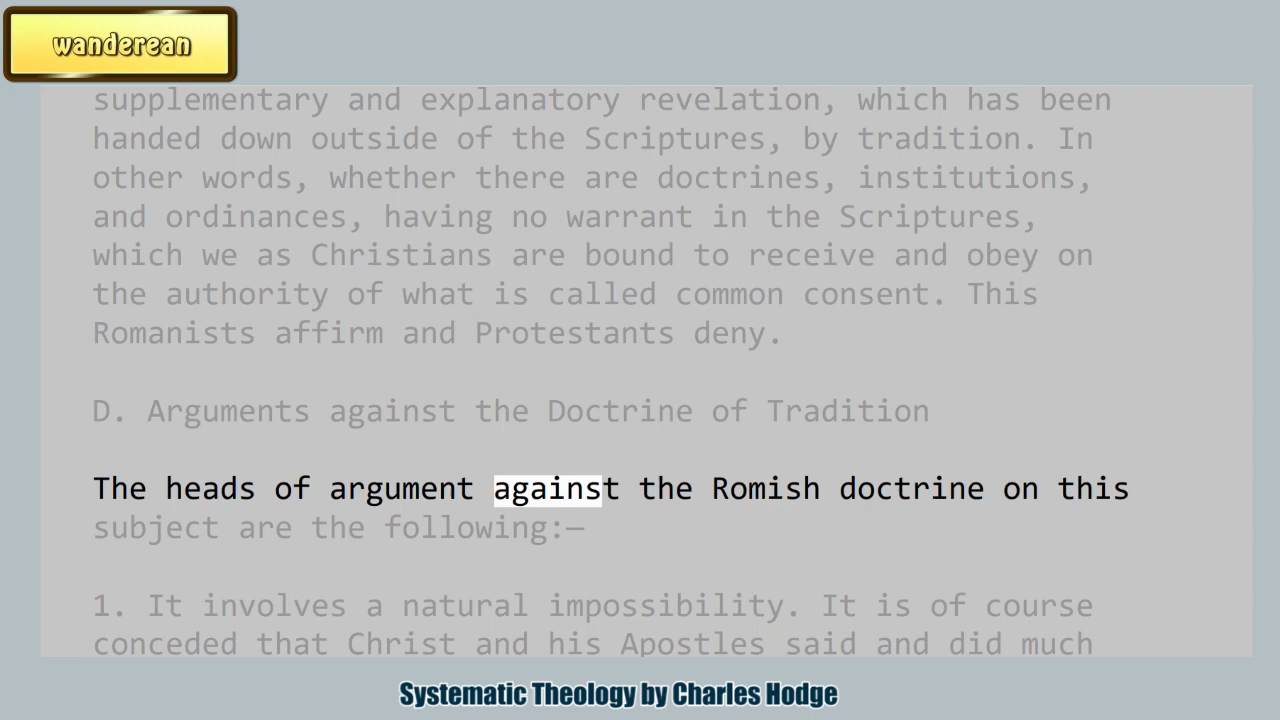 wanderean
supplementary and explanatory revelation, which has been
handed down outside of the Scriptures, by tradition. In
other words, whether there are doctrines, institutions,
and ordinances, having no warrant in the Scriptures,
which we as Christians are bound to receive and obey on
the authority of what is called common consent. This
Romanists affirm and Protestants deny.
D. Arguments against the Doctrine of Tradition
The heads of argument against the Romish doctrine on this
subject are the following:—
1. It involves a natural impossibility. It is of course
conceded that Christ and his Apostles said and did much
Systematic Theology by Charles Hodge